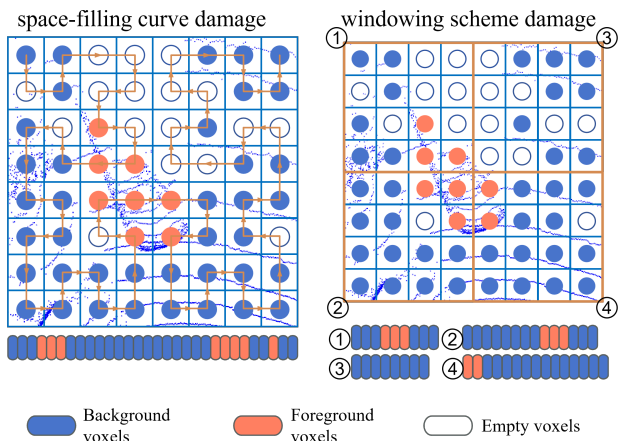 space-filling curve damage
windowing scheme damage
1
3
2
4
1
2
3
4
Background
voxels
Foreground
voxels
Empty voxels